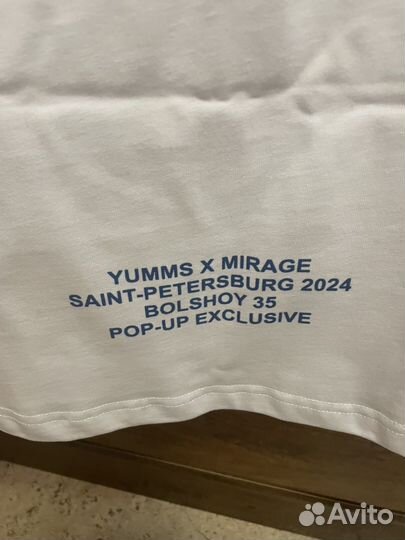 YUMMS X MIRAGE
SAINT-PETERSBURG 2024
BOLSHOY 35
POP-UP EXCLUSIVE
Avito